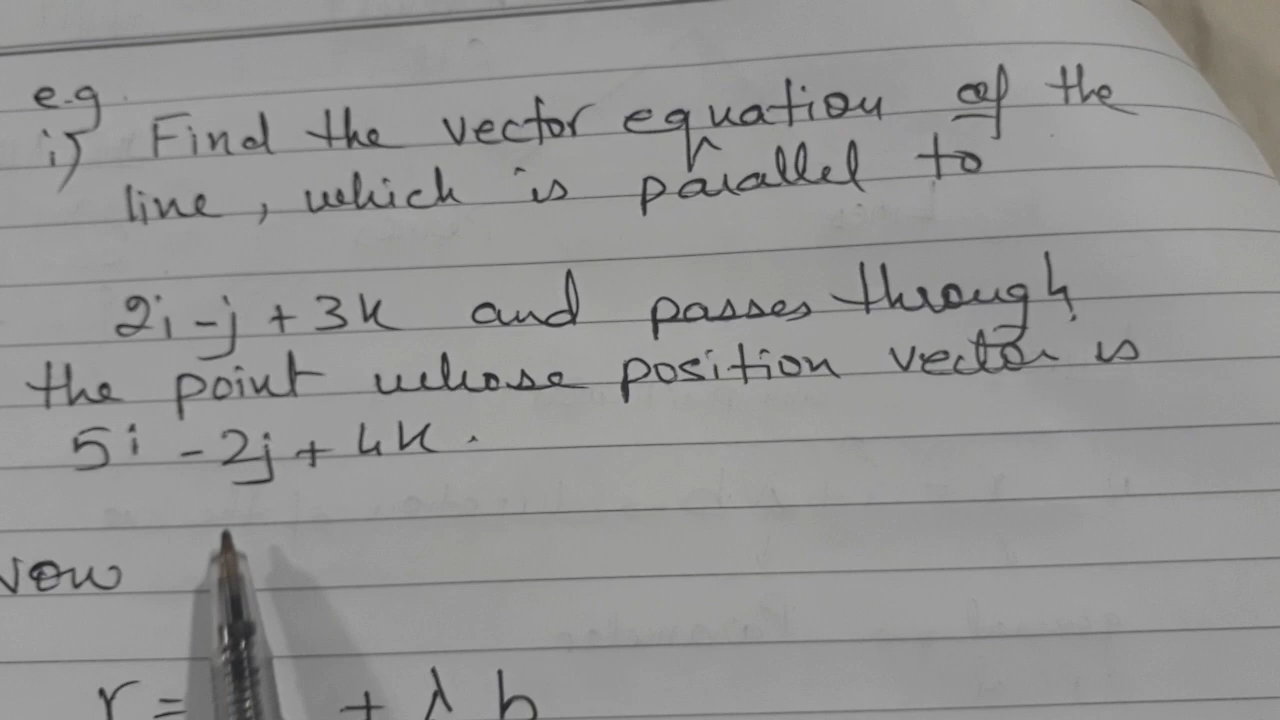 e.g
i) Find the vector equation of the
line, which is parallel to
2i - j + 3k and passes through
the point whose position vector is
5i - 2j + 4k.
Now
r = + λ b